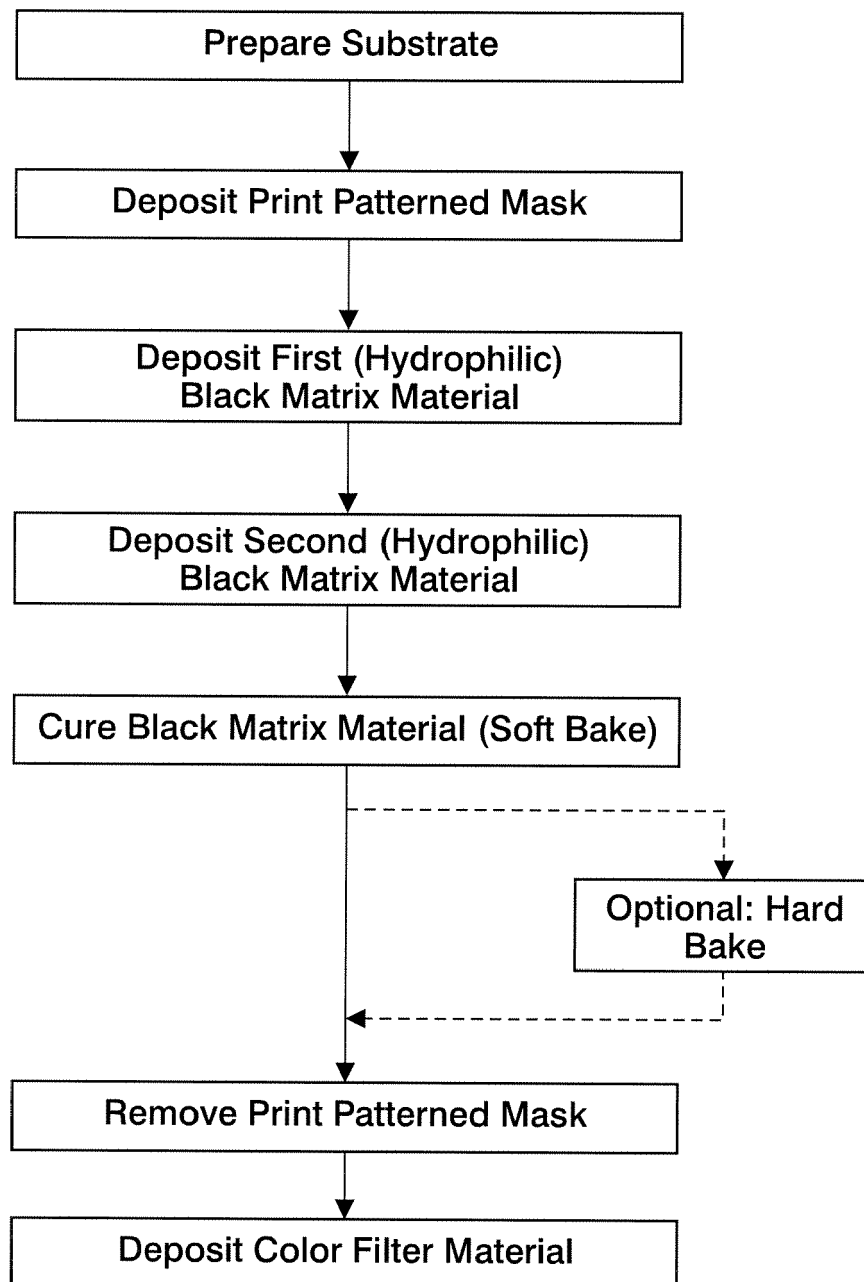 Prepare Substrate
Deposit Print Patterned Mask
Deposit First (Hydrophilic)
Black Matrix Material
Deposit Second (Hydrophilic)
Black Matrix Material
Cure Black Matrix Material (Soft Bake)
Optional: Hard
Bake
Remove Print Patterned Mask
Deposit Color Filter Material